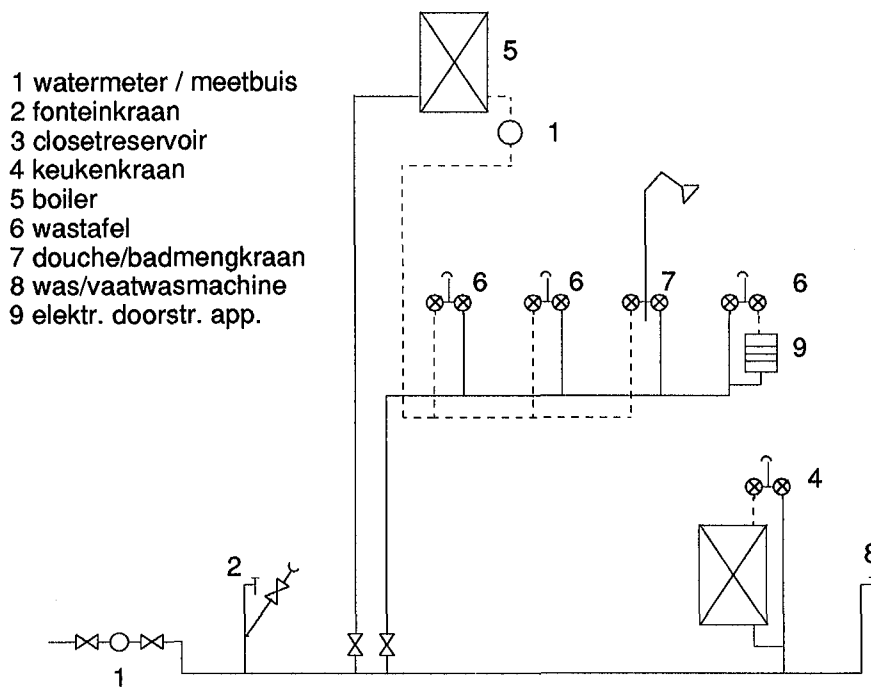 1 watermeter / meetbuis
2 fonteinkraan
3 closetreservoir
4 keukenkraan
5 boiler
6 wastafel
7 douche/badmengkraan
8 was/vaatwasmachine
9 elektr. doorstr. app.
5
1
6
6
7
6
9
4
2
8
1